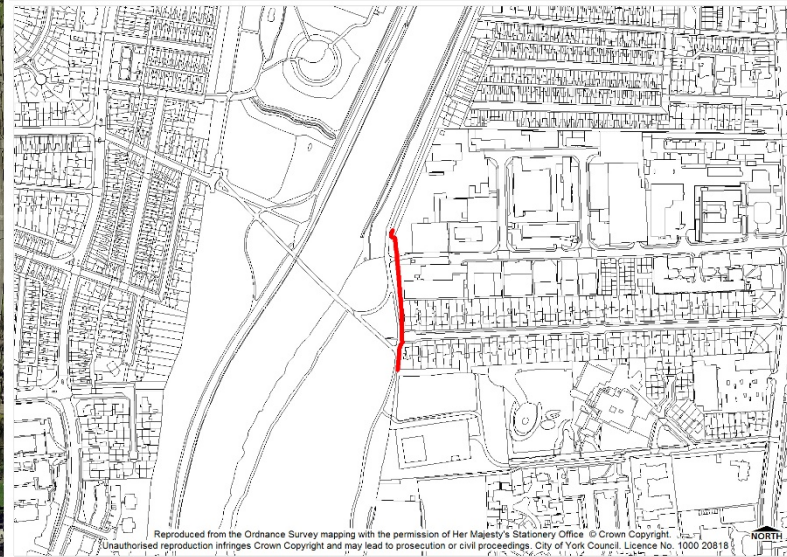 Reproduced from the Ordnance Survey mapping with the permission of Her Majesty's Stationery Office © Crown Copyright.
Unauthorised reproduction infringes Crown Copyright and may lead to prosecution or civil proceedings. City of York Council. Licence No. 1000 20818
NORTH